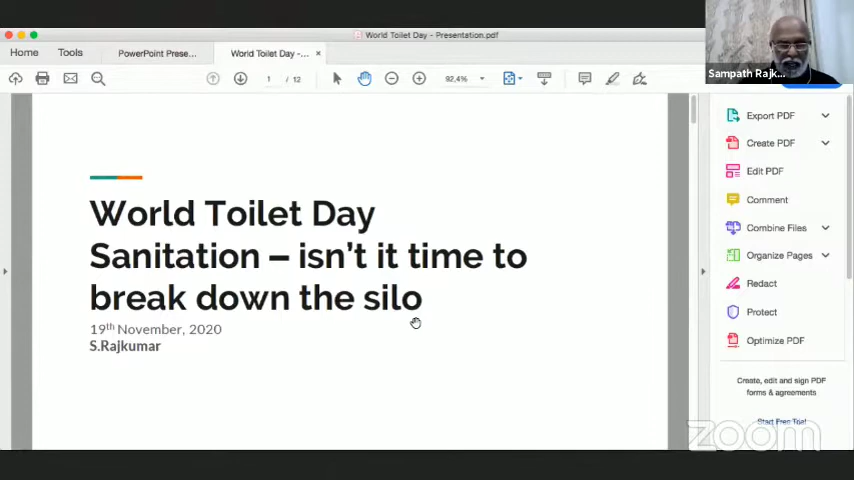 World Toilet Day - Presentation.pdf
Home
Tools
PowerPoint Prese...
World Toilet Day -...
×
1 / 12
92,4%
Sampath Rajk...
World Toilet Day
Sanitation – isn't it time to
break down the silo
19th November, 2020
S.Rajkumar
Export PDF
Create PDF
Edit PDF
Comment
Combine Files
Organize Pages
Redact
Protect
Optimize PDF
Create, edit and sign PDF
forms & agreements
Start Free Trial
zoom